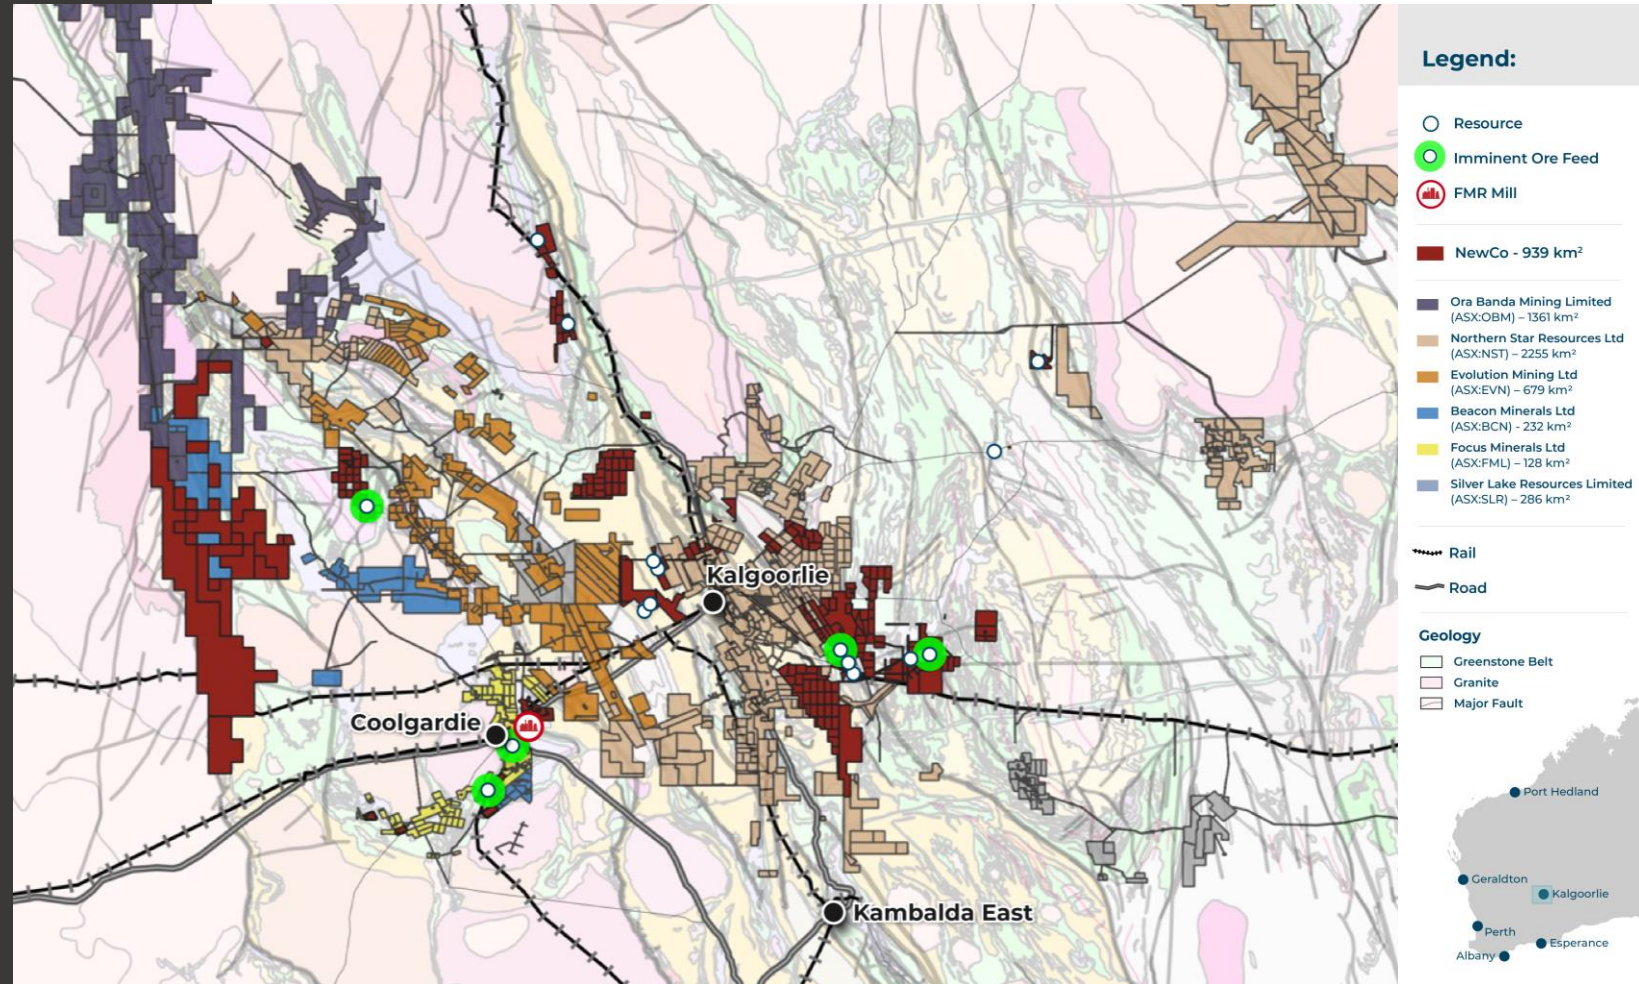 Kalgoorlie
Coolgardie
Kambalda East
Legend:
Resource
Imminent Ore Feed
FMR Mill
NewCo - 939 km²
Ora Banda Mining Limited
(ASX:OBM) – 1361 km²
Northern Star Resources Ltd
(ASX:NST) – 2255 km²
Evolution Mining Ltd
(ASX:EVN) – 679 km²
Beacon Minerals Ltd
(ASX:BCN) - 232 km²
Focus Minerals Ltd
(ASX:FML) – 128 km²
Silver Lake Resources Limited
(ASX:SLR) – 286 km²
Rail
Road
Geology
Greenstone Belt
Granite
Major Fault
Port Hedland
Geraldton
Kalgoorlie
Perth
Esperance
Albany